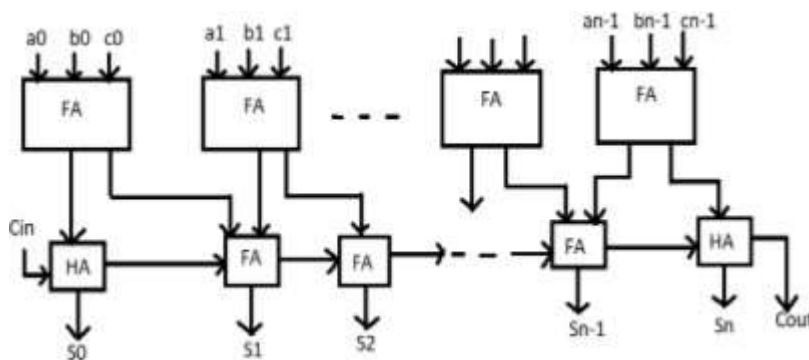 a0 b0 c0
a1 b1 c1
an-1 bn-1 cn-1
FA
FA
FA
FA
Cin
HA
FA
FA
FA
HA
S0
S1
S2
Sn-1
Sn
Cout